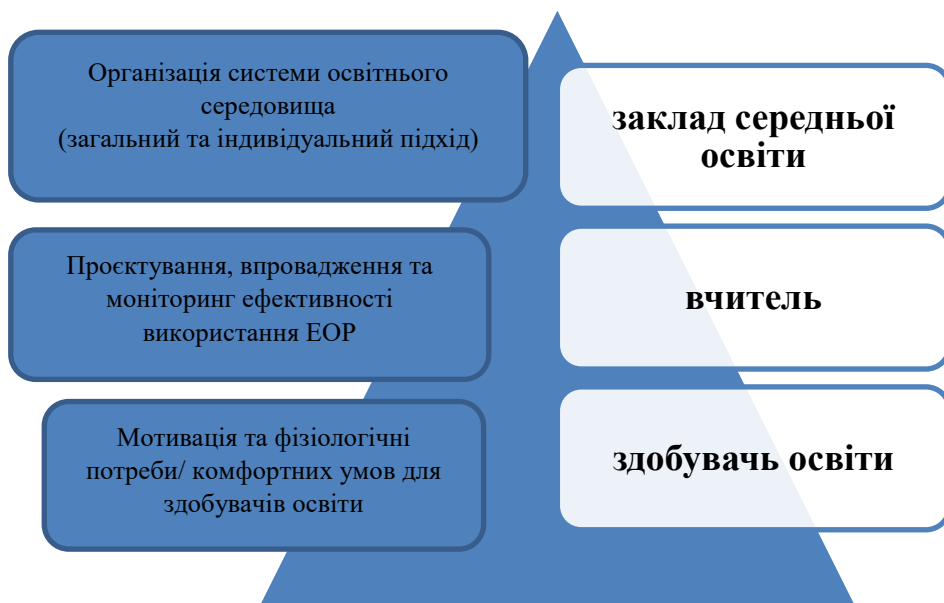 Організація системи освітнього
середовища
(загальний та індивідуальний підхід)
заклад середньої
освіти
Проєктування, впровадження та
моніторинг ефективності
використання ЕОР
вчитель
Мотивація та фізіологічні
потреби/ комфортних умов для
здобувачів освіти
здобувачь освіти